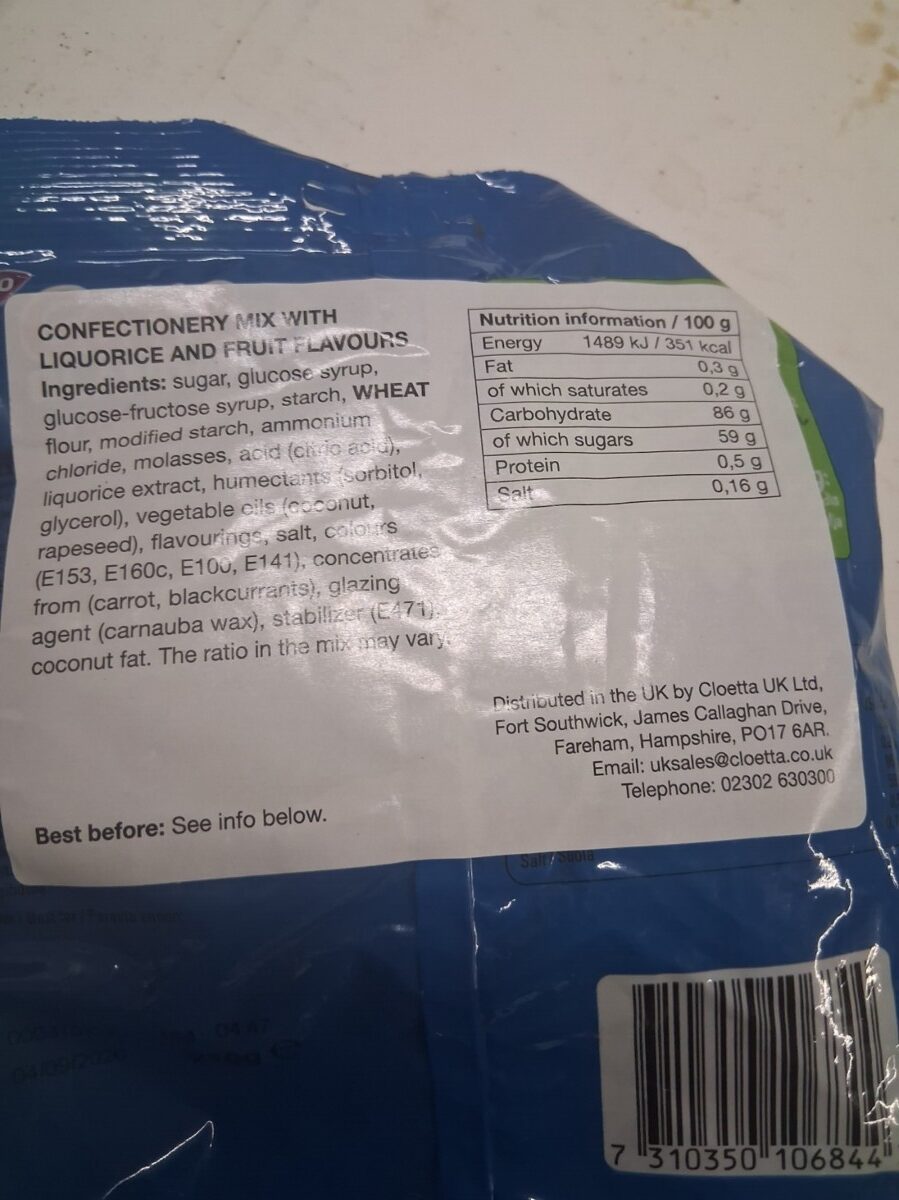 CONFECTIONERY MIX WITH
LIQUORICE AND FRUIT FLAVOURS
Ingredients: sugar, glucose syrup,
glucose-fructose syrup, starch, WHEAT
flour, modified starch, ammonium
chloride, molasses, acid (citric acid),
liquorice extract, humectants (sorbitol,
glycerol), vegetable oils (coconut,
rapeseed), flavourings, salt, colours
(E153, E160c, E100, E141), concentrates
from (carrot, blackcurrants), glazing
agent (carnauba wax), stabilizer (E471),
coconut fat. The ratio in the mix may vary.
Best before: See info below.
Nutrition information / 100 g
Energy 1489 kJ / 351 kcal
Fat 0,3 g
of which saturates 0,2 g
Carbohydrate 86 g
of which sugars 59 g
Protein 0,5 g
Salt 0,16 g
Distributed in the UK by Cloetta UK Ltd,
Fort Southwick, James Callaghan Drive,
Fareham, Hampshire, PO17 6AR.
Email: uksales@cloetta.co.uk
Telephone: 02302 630300
Salt / Suola
04/09/2026
7 310350 106844